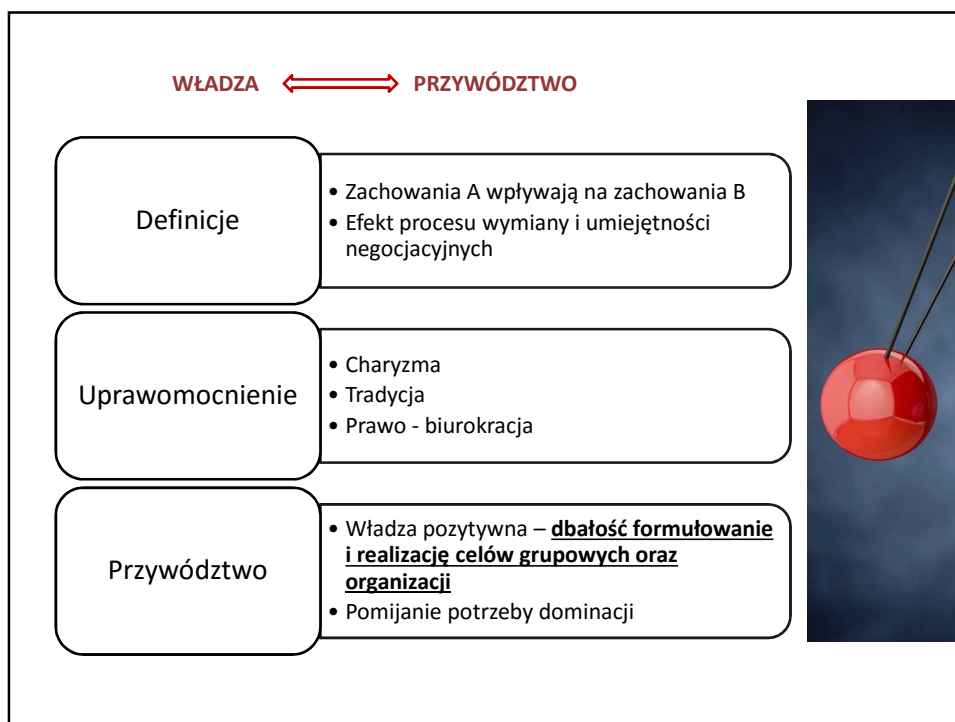 WŁADZA PRZYWÓDZTWO
Definicje
• Zachowania A wpływają na zachowania B
• Efekt procesu wymiany i umiejętności
negocjacyjnych
Uprawomocnienie
• Charyzma
• Tradycja
• Prawo - biurokracja
Przywództwo
• Władza pozytywna – dbałość formułowanie
i realizację celów grupowych oraz
organizacji
• Pomijanie potrzeby dominacji